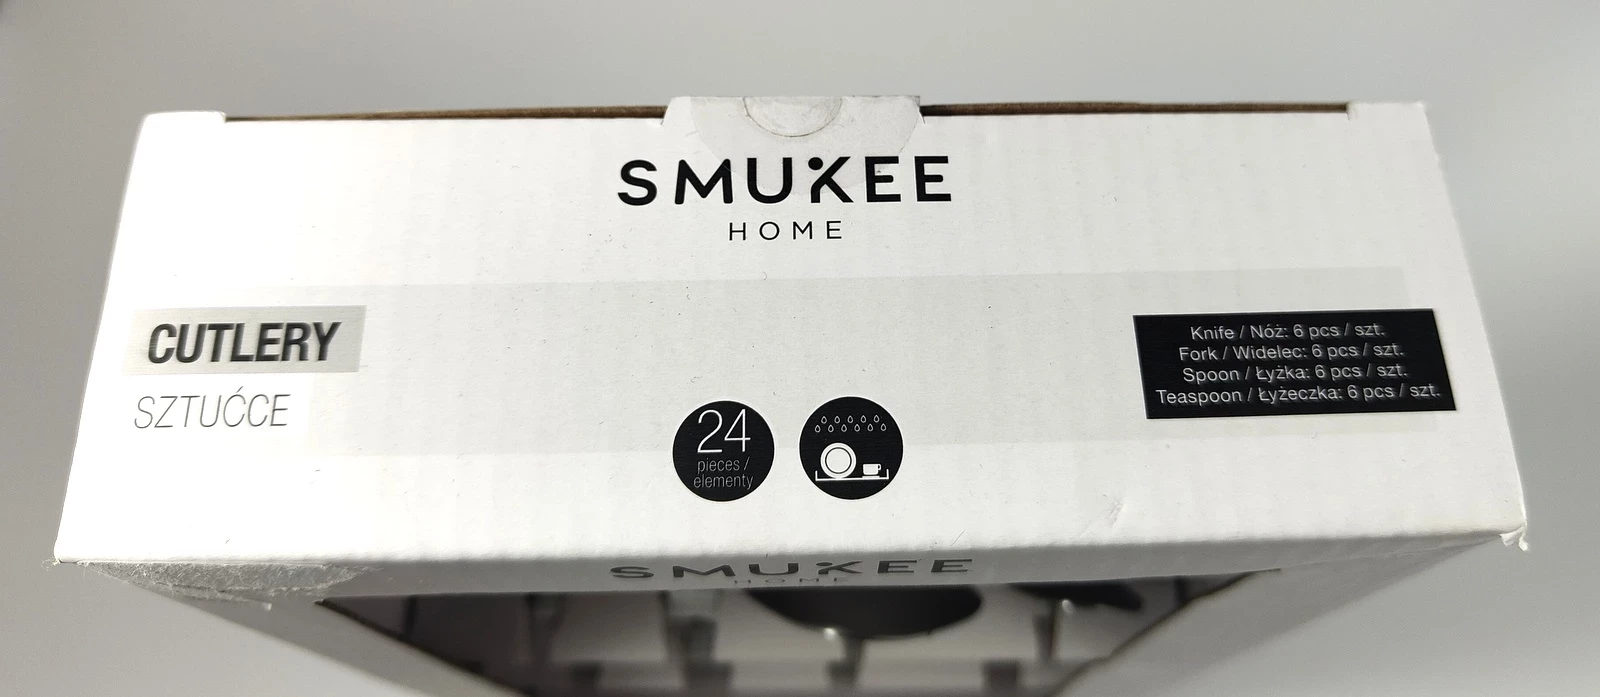 SMUKEE
HOME
CUTLERY
SZTUĆCE
24
pieces /
elementy
Knife / Nóż: 6 pcs / szt.
Fork / Widelec: 6 pcs / szt.
Spoon / Łyżka: 6 pcs / szt.
Teaspoon / Łyżeczka: 6 pcs / szt.
SMUKEE
HOME